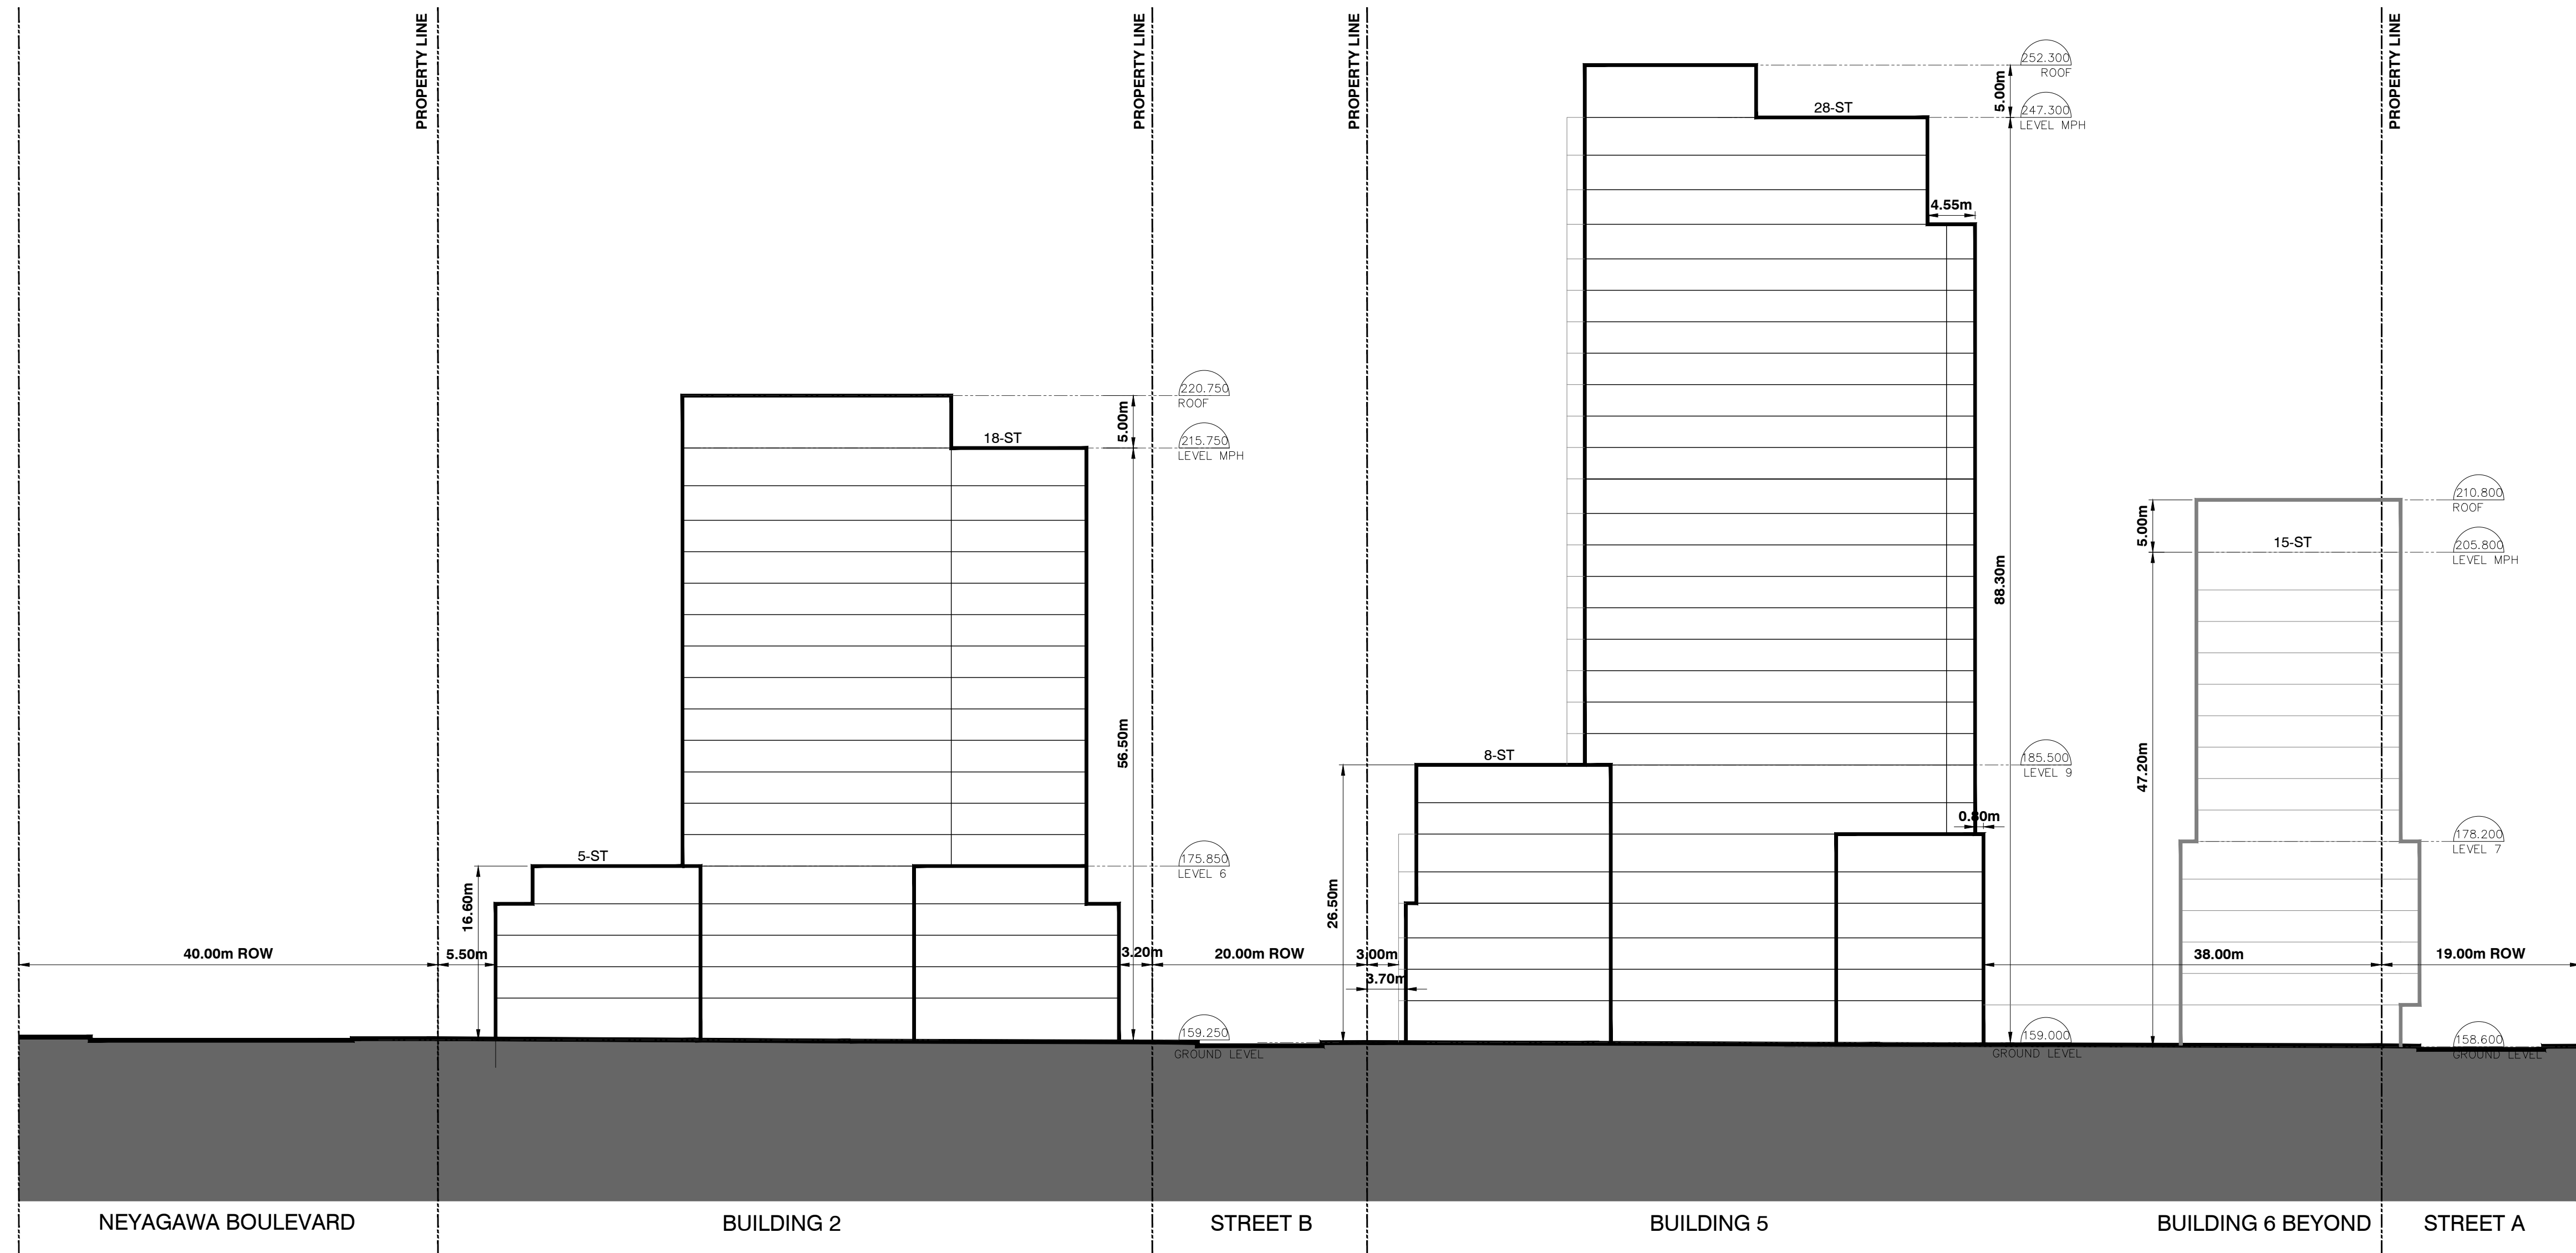 PROPERTY LINE
PROPERTY LINE
PROPERTY LINE
PROPERTY LINE
252.300
ROOF
5.00m
28-ST
247.300
LEVEL MPH
4.55m
220.750
ROOF
5.00m
18-ST
215.750
LEVEL MPH
210.800
ROOF
5.00m
15-ST
205.800
LEVEL MPH
88.30m
56.50m
47.20m
8-ST
185.500
LEVEL 9
0.80m
178.200
LEVEL 7
5-ST
175.850
LEVEL 6
16.60m
26.50m
40.00m ROW
5.50m
3.20m
20.00m ROW
3.00m
3.70m
38.00m
19.00m ROW
159.250
GROUND LEVEL
159.000
GROUND LEVEL
158.600
GROUND LEVEL
NEYAGAWA BOULEVARD
BUILDING 2
STREET B
BUILDING 5
BUILDING 6 BEYOND
STREET A